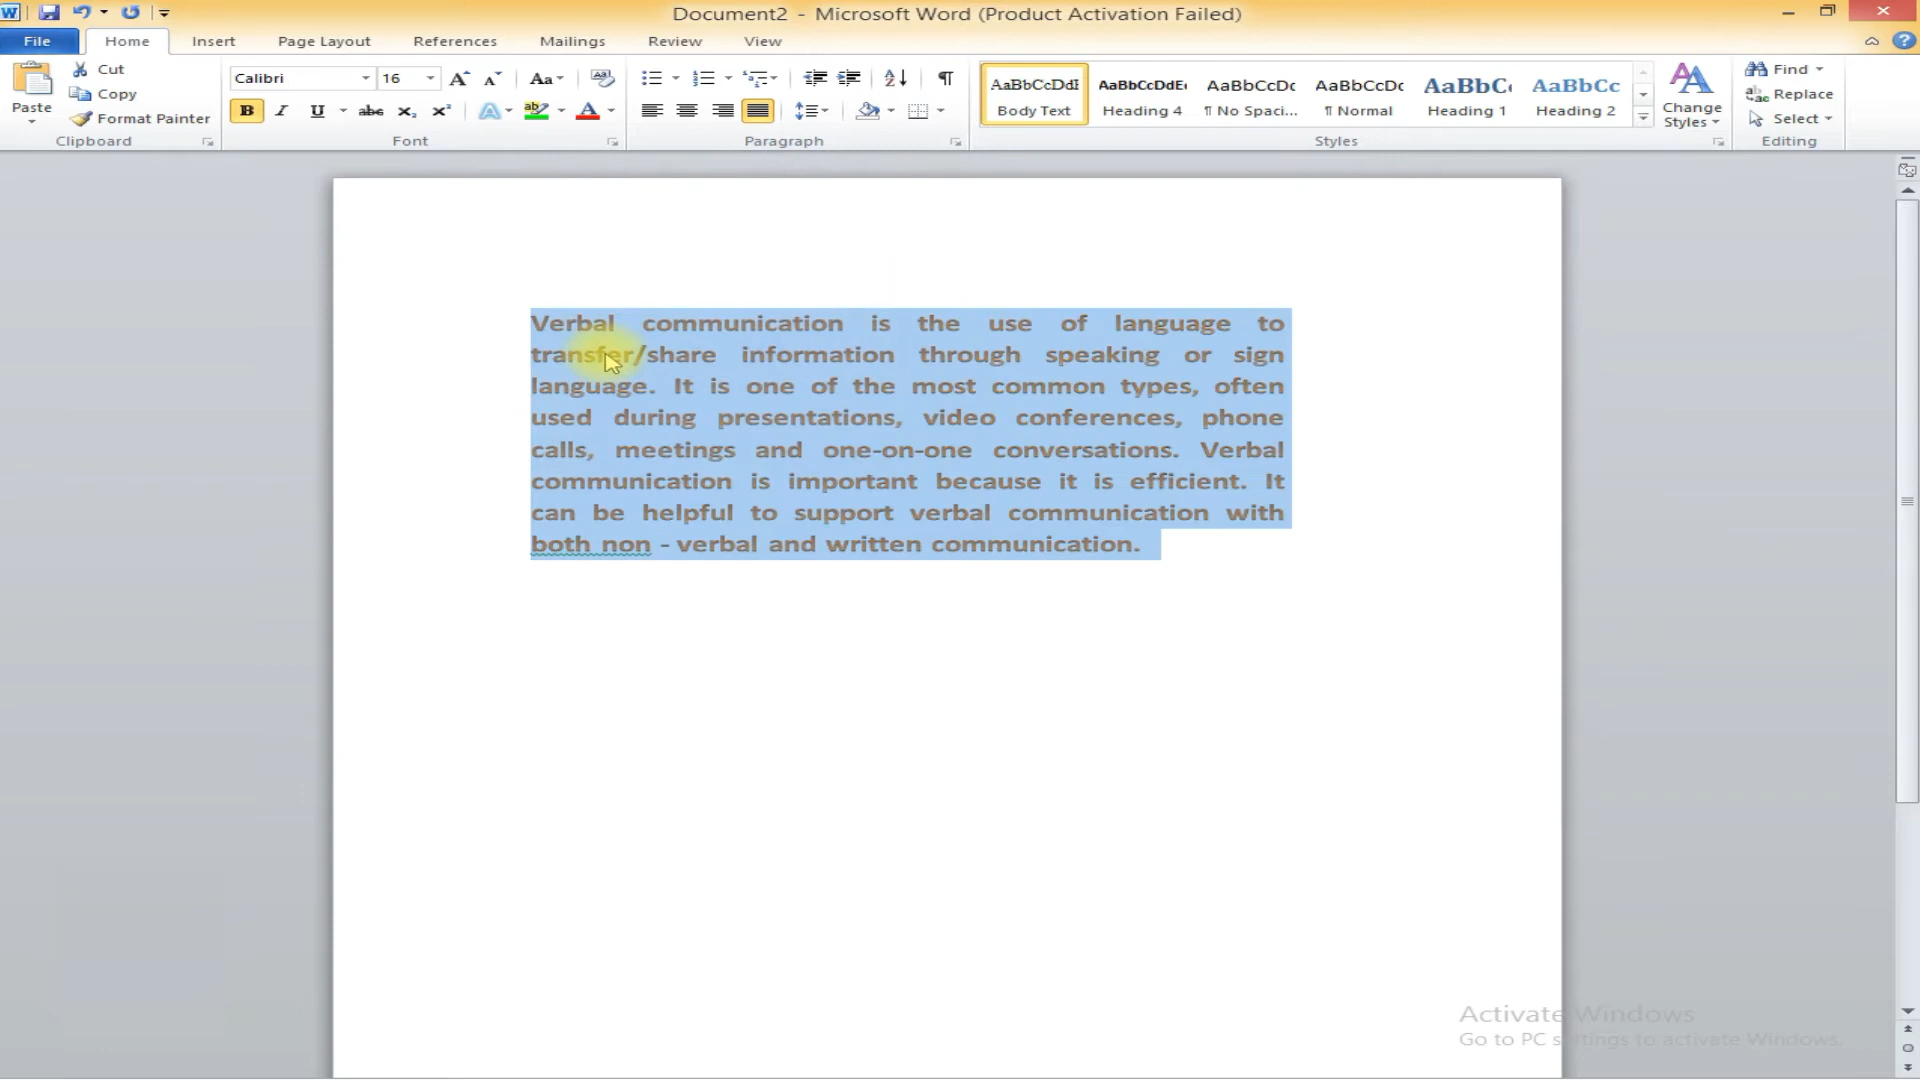 Document2 - Microsoft Word (Product Activation Failed)
File Home Insert Page Layout References Mailings Review View
Paste
Cut
Copy
Format Painter
Clipboard
Calibri 16
Font
Paragraph
AaBbCcDdE AaBbCcDdEe AaBbCcDc AaBbCcDc AaBbC AaBbCc
Body Text Heading 4 ¶ No Spaci... ¶ Normal Heading 1 Heading 2
Styles
Change
Styles
Find
Replace
Select
Editing
Verbal communication is the use of language to
transfer/share information through speaking or sign
language. It is one of the most common types, often
used during presentations, video conferences, phone
calls, meetings and one-on-one conversations. Verbal
communication is important because it is efficient. It
can be helpful to support verbal communication with
both non - verbal and written communication.
Activate Windows
Go to PC settings to activate Windows.